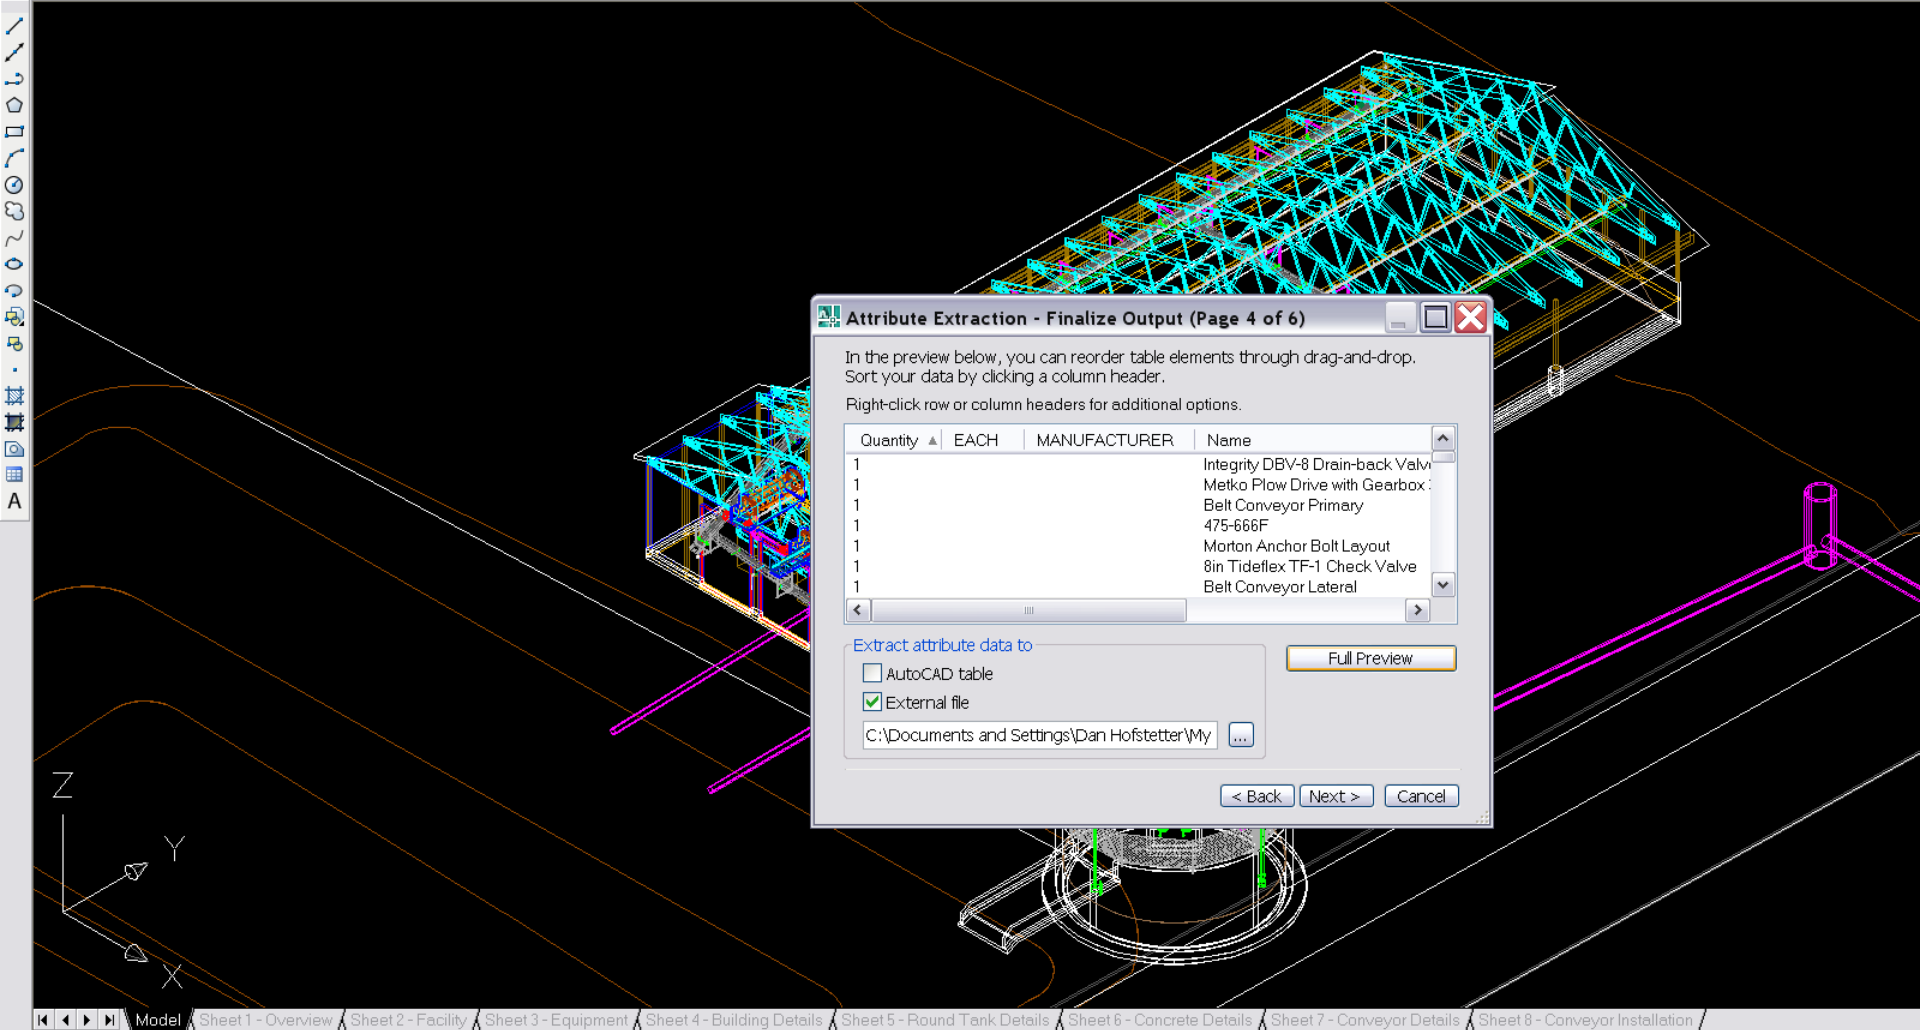 Attribute Extraction - Finalize Output (Page 4 of 6)
In the preview below, you can reorder table elements through drag-and-drop.
Sort your data by clicking a column header.
Right-click row or column headers for additional options.
Quantity EACH MANUFACTURER Name
1 Integrity DBV-8 Drain-back Valv
1 Metko Plow Drive with Gearbox
1 Belt Conveyor Primary
1 475-666F
1 Morton Anchor Bolt Layout
1 8in Tideflex TF-1 Check Valve
1 Belt Conveyor Lateral
Extract attribute data to
Full Preview
AutoCAD table
External file
C:\Documents and Settings\Dan Hofstetter\My
...
< Back Next > Cancel
A
Z
Y
X
Model Sheet 1 - Overview Sheet 2 - Facility Sheet 3 - Equipment Sheet 4 - Building Details Sheet 5 - Round Tank Details Sheet 6 - Concrete Details Sheet 7 - Conveyor Details Sheet 8 - Conveyor Installation